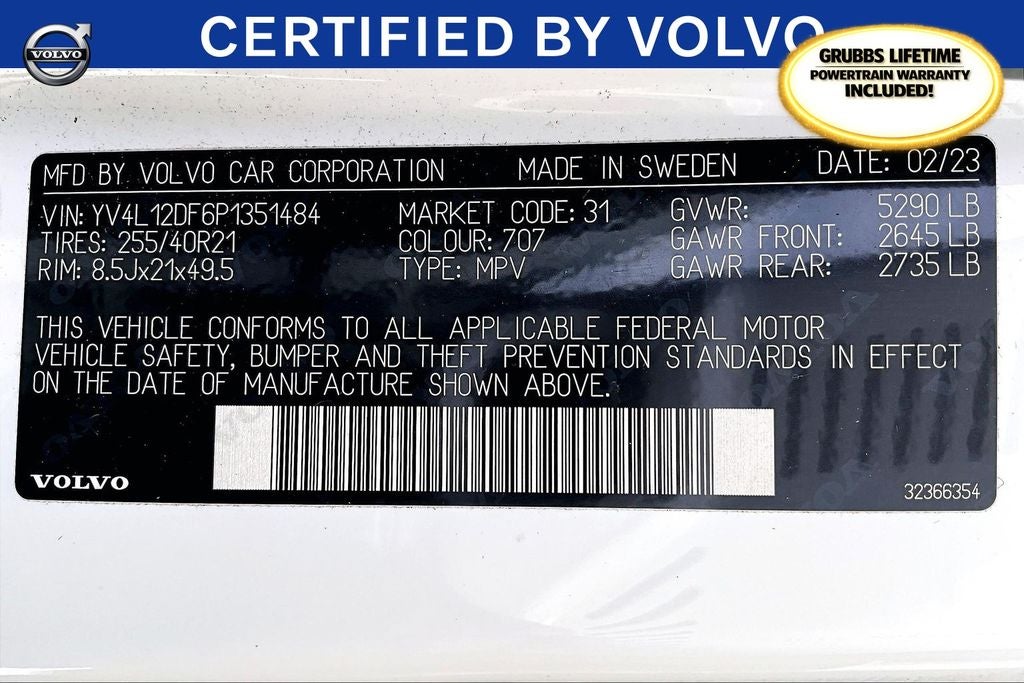 CERTIFIED BY VOLVO
VOLVO
GRUBBS LIFETIME
POWERTRAIN WARRANTY
INCLUDED!
MFD BY VOLVO CAR CORPORATION MADE IN SWEDEN DATE: 02/23
VIN: YV4L12DF6P1351484 MARKET CODE: 31 GVWR: 5290 LB
TIRES: 255/40R21 COLOUR: 707 GAWR FRONT: 2645 LB
RIM: 8.5Jx21x49.5 TYPE: MPV GAWR REAR: 2735 LB
THIS VEHICLE CONFORMS TO ALL APPLICABLE FEDERAL MOTOR
VEHICLE SAFETY, BUMPER AND THEFT PREVENTION STANDARDS IN EFFECT
ON THE DATE OF MANUFACTURE SHOWN ABOVE.
VOLVO
32366354